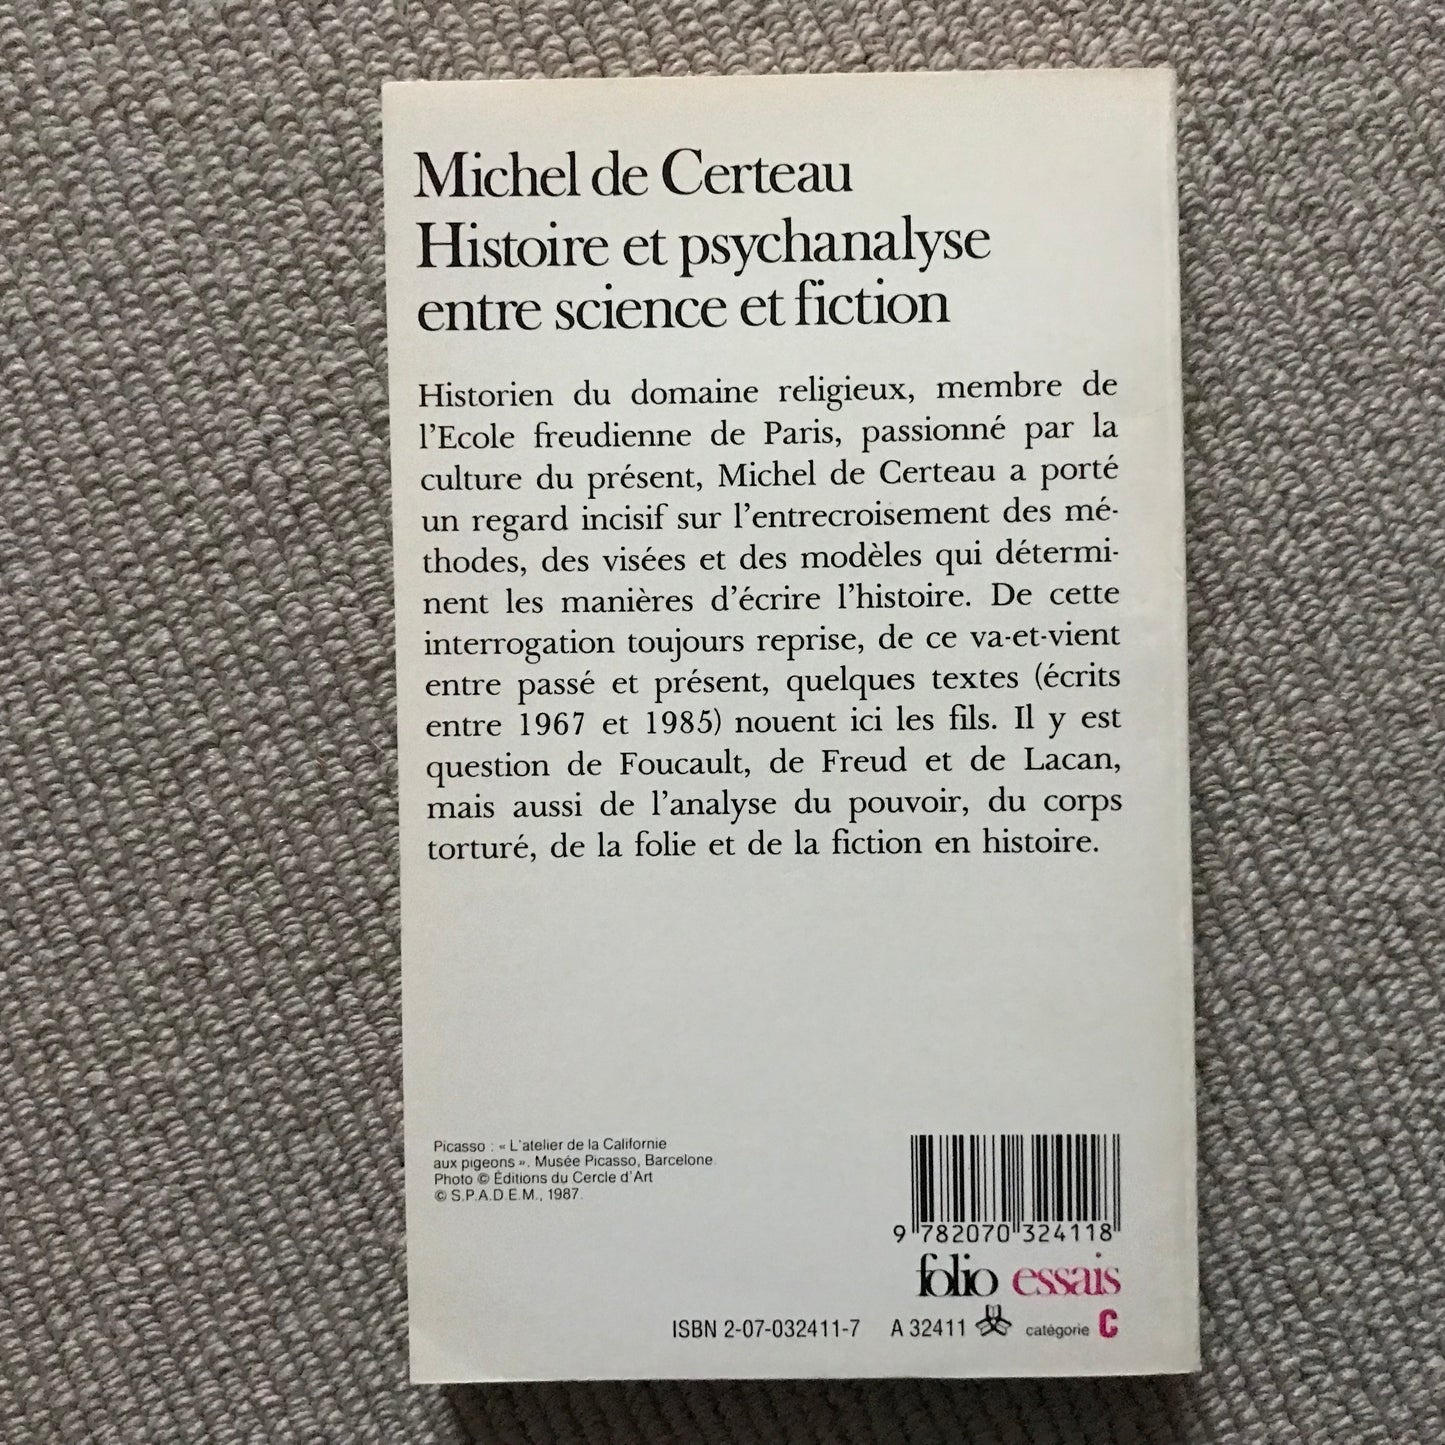 Michel de Certeau
Histoire et psychanalyse
entre science et fiction
Historien du domaine religieux, membre de
l'Ecole freudienne de Paris, passionné par la
culture du présent, Michel de Certeau a porté
un regard incisif sur l'entrecroisement des mé-
thodes, des visées et des modèles qui détermi-
nent les manières d'écrire l'histoire. De cette
interrogation toujours reprise, de ce va-et-vient
entre passé et présent, quelques textes (écrits
entre 1967 et 1985) nouent ici les fils. Il y est
question de Foucault, de Freud et de Lacan,
mais aussi de l'analyse du pouvoir, du corps
torturé, de la folie et de la fiction en histoire.
Picasso : « L'atelier de la Californie
aux pigeons ». Musée Picasso, Barcelone.
Photo © Éditions du Cercle d'Art
© S.P.A.D.E.M., 1987.
9 782070 324118
folio essais
ISBN 2-07-032411-7 A 32411 catégorie C